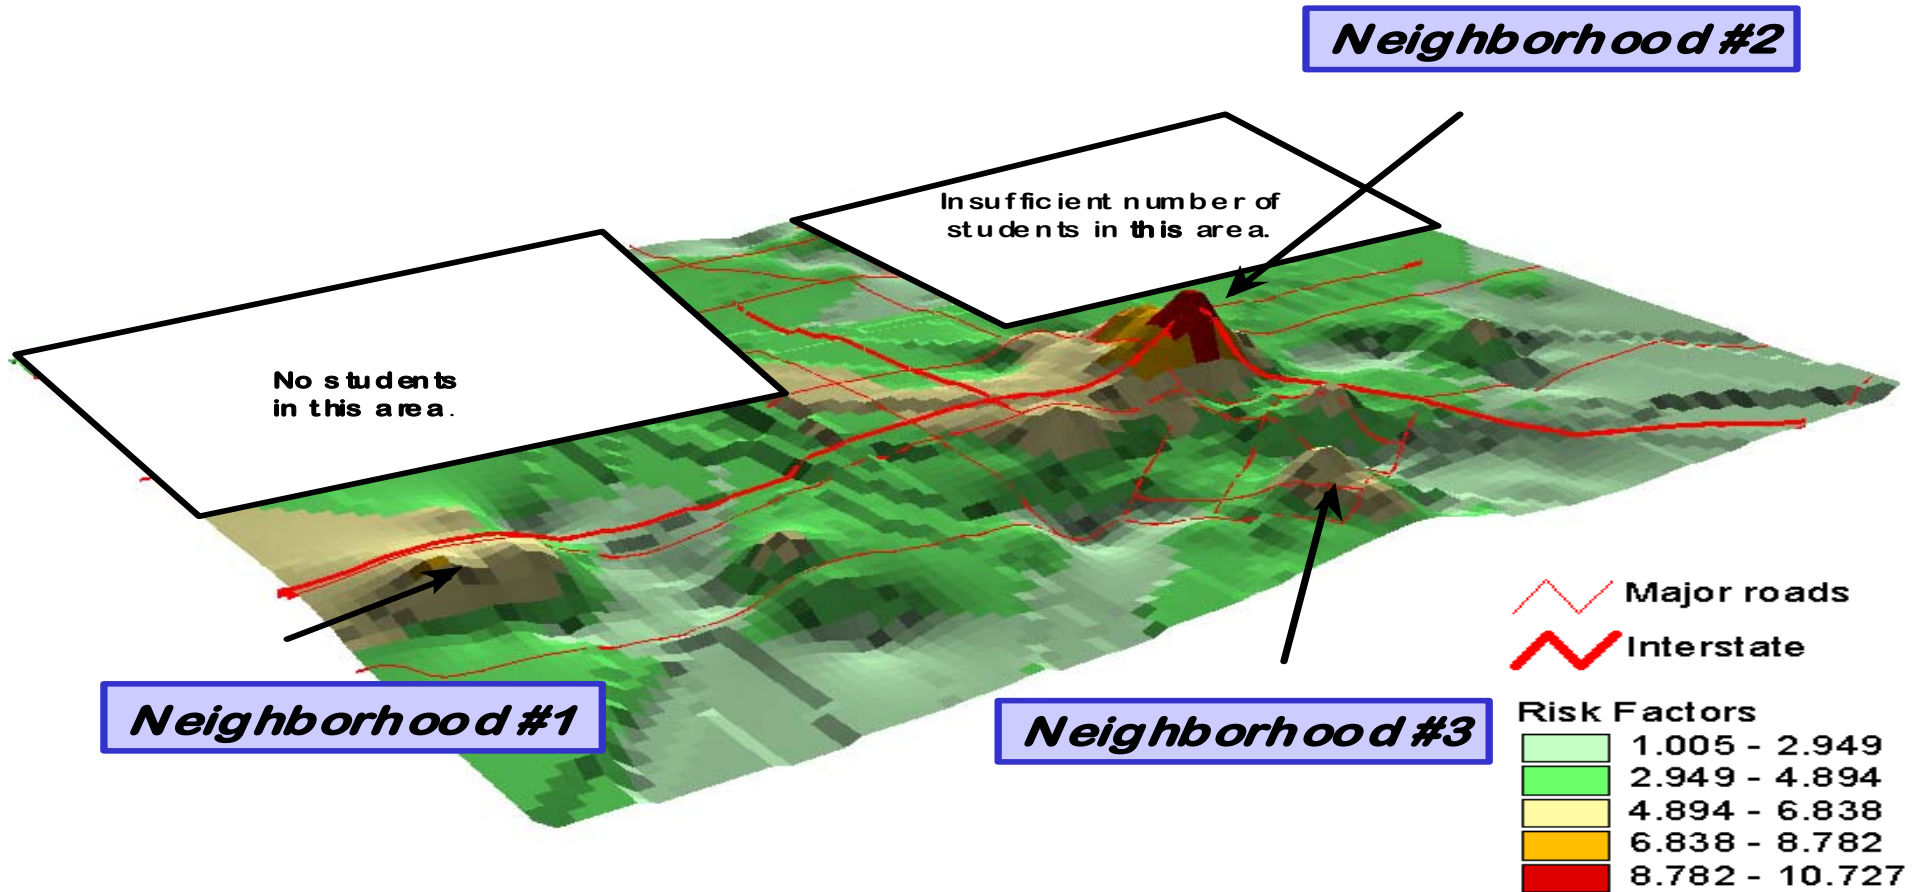 Neighborhood #2
Insufficient number of
students in this area.
No students
in this area.
Neighborhood #1
Neighborhood #3
Major roads
Interstate
Risk Factors
1.005 - 2.949
2.949 - 4.894
4.894 - 6.838
6.838 - 8.782
8.782 - 10.727